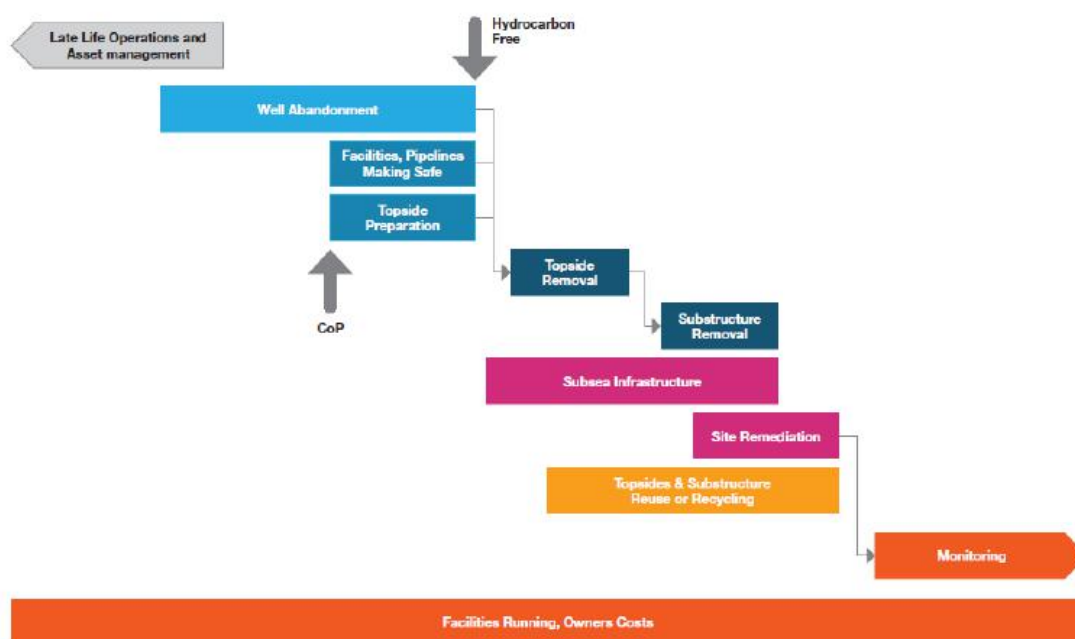 Hydrocarbon
Free
Late Life Operations and
Asset management
Well Abandonment
Facilities, Pipelines
Making Safe
Topside
Preparation
CoP
Topside
Removal
Substructure
Removal
Subsea Infrastructure
Site Remediation
Topsides & Substructure
Reuse or Recycling
Monitoring
Facilities Running, Owners Costs